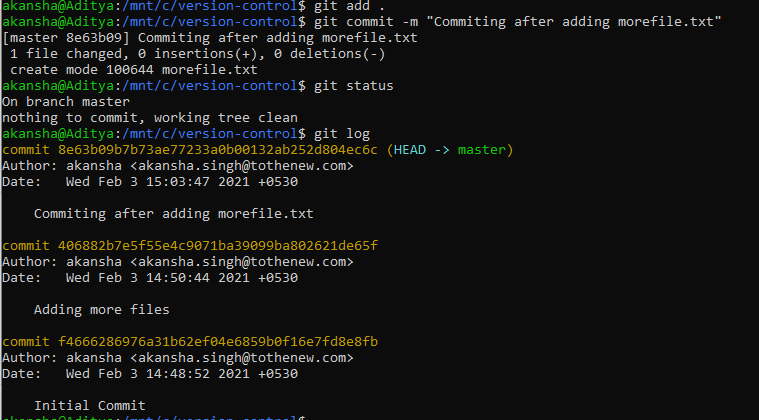 akansha@Aditya:/mnt/c/version-control$ git add .
akansha@Aditya:/mnt/c/version-control$ git commit -m "Commiting after adding morefile.txt"
[master 8e63b09] Commiting after adding morefile.txt
 1 file changed, 0 insertions(+), 0 deletions(-)
 create mode 100644 morefile.txt
akansha@Aditya:/mnt/c/version-control$ git status
On branch master
nothing to commit, working tree clean
akansha@Aditya:/mnt/c/version-control$ git log
commit 8e63b09b7b73ae77233a0b00132ab252d804ec6c (HEAD -> master)
Author: akansha <akansha.singh@tothenew.com>
Date:   Wed Feb 3 15:03:47 2021 +0530

    Commiting after adding morefile.txt

commit 406882b7e5f55e4c9071ba39099ba802621de65f
Author: akansha <akansha.singh@tothenew.com>
Date:   Wed Feb 3 14:50:44 2021 +0530

    Adding more files

commit f4666286976a31b62ef04e6859b0f16e7fd8e8fb
Author: akansha <akansha.singh@tothenew.com>
Date:   Wed Feb 3 14:48:52 2021 +0530

    Initial Commit
akansha@Aditya:/mnt/c/version-control$